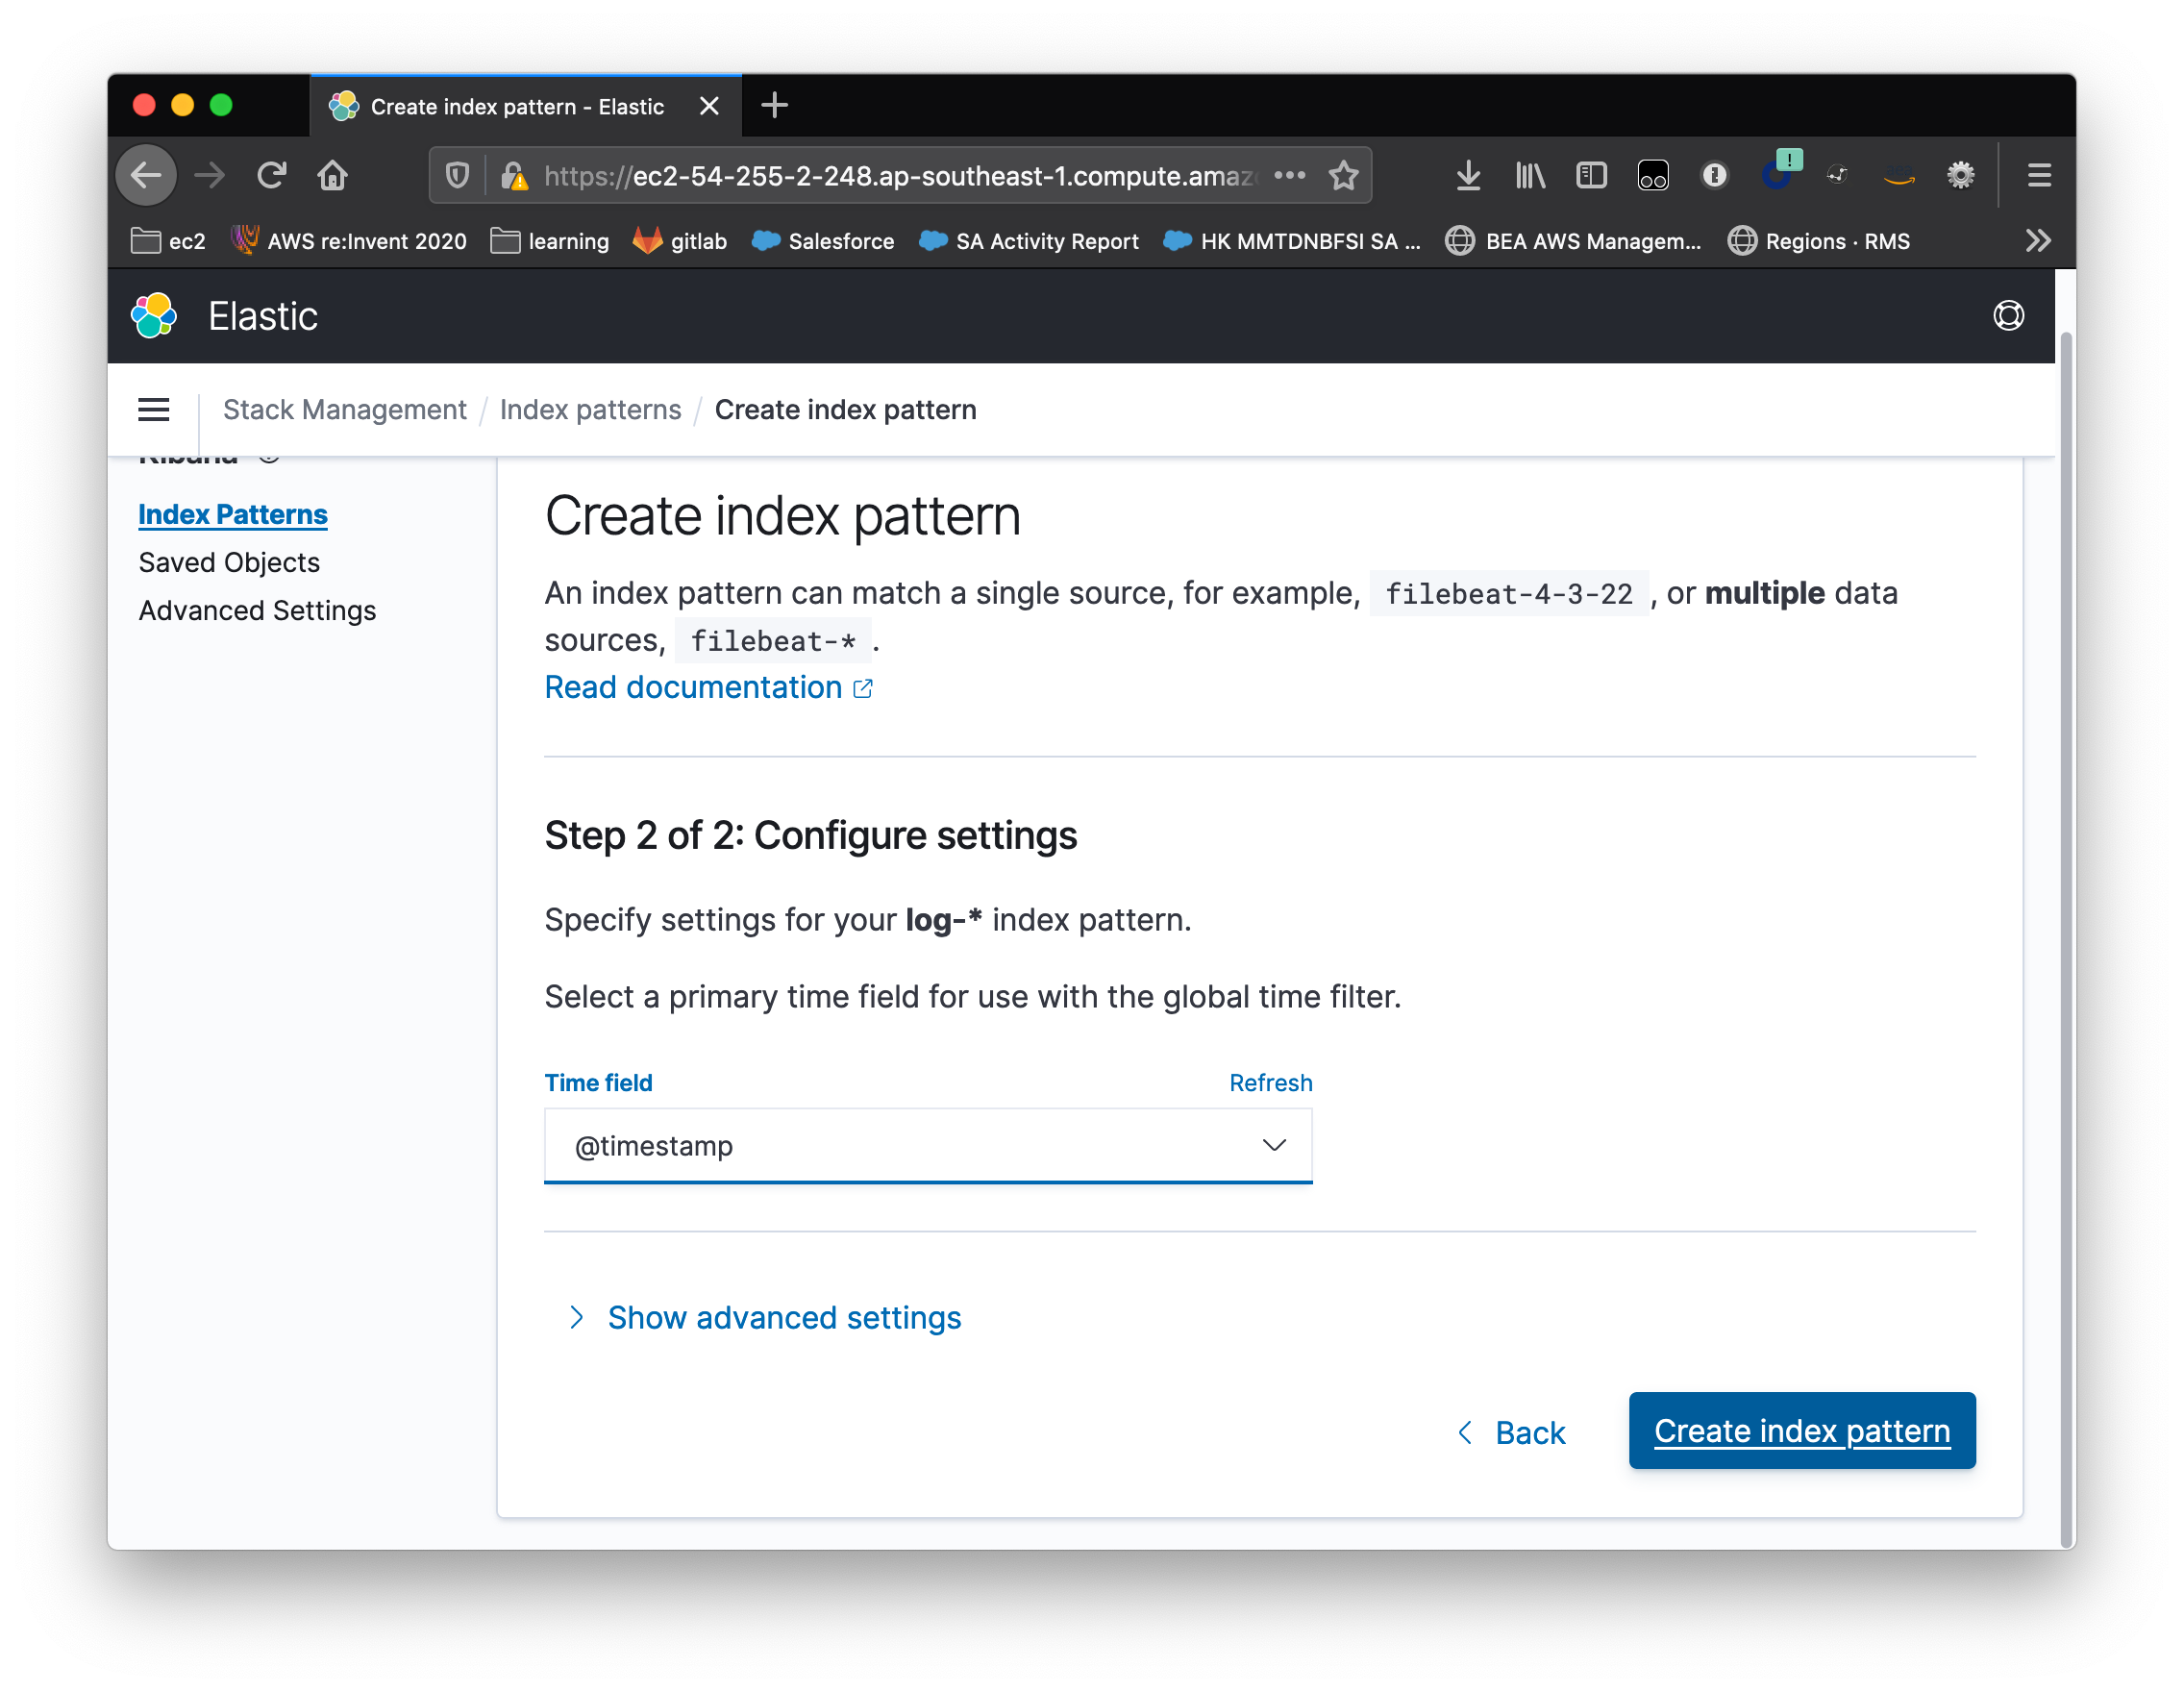 Create index pattern - Elastic
https://ec2-54-255-2-248.ap-southeast-1.compute.amaz
ec2 AWS re:Invent 2020 learning gitlab Salesforce SA Activity Report HK MMTDNBFSI SA ... BEA AWS Managem... Regions · RMS
Elastic
Stack Management / Index patterns / Create index pattern
Kibana
Index Patterns
Saved Objects
Advanced Settings
Create index pattern
An index pattern can match a single source, for example, filebeat-4-3-22 , or multiple data
sources, filebeat-* .
Read documentation
Step 2 of 2: Configure settings
Specify settings for your log-* index pattern.
Select a primary time field for use with the global time filter.
Time field Refresh
@timestamp
Show advanced settings
Back Create index pattern